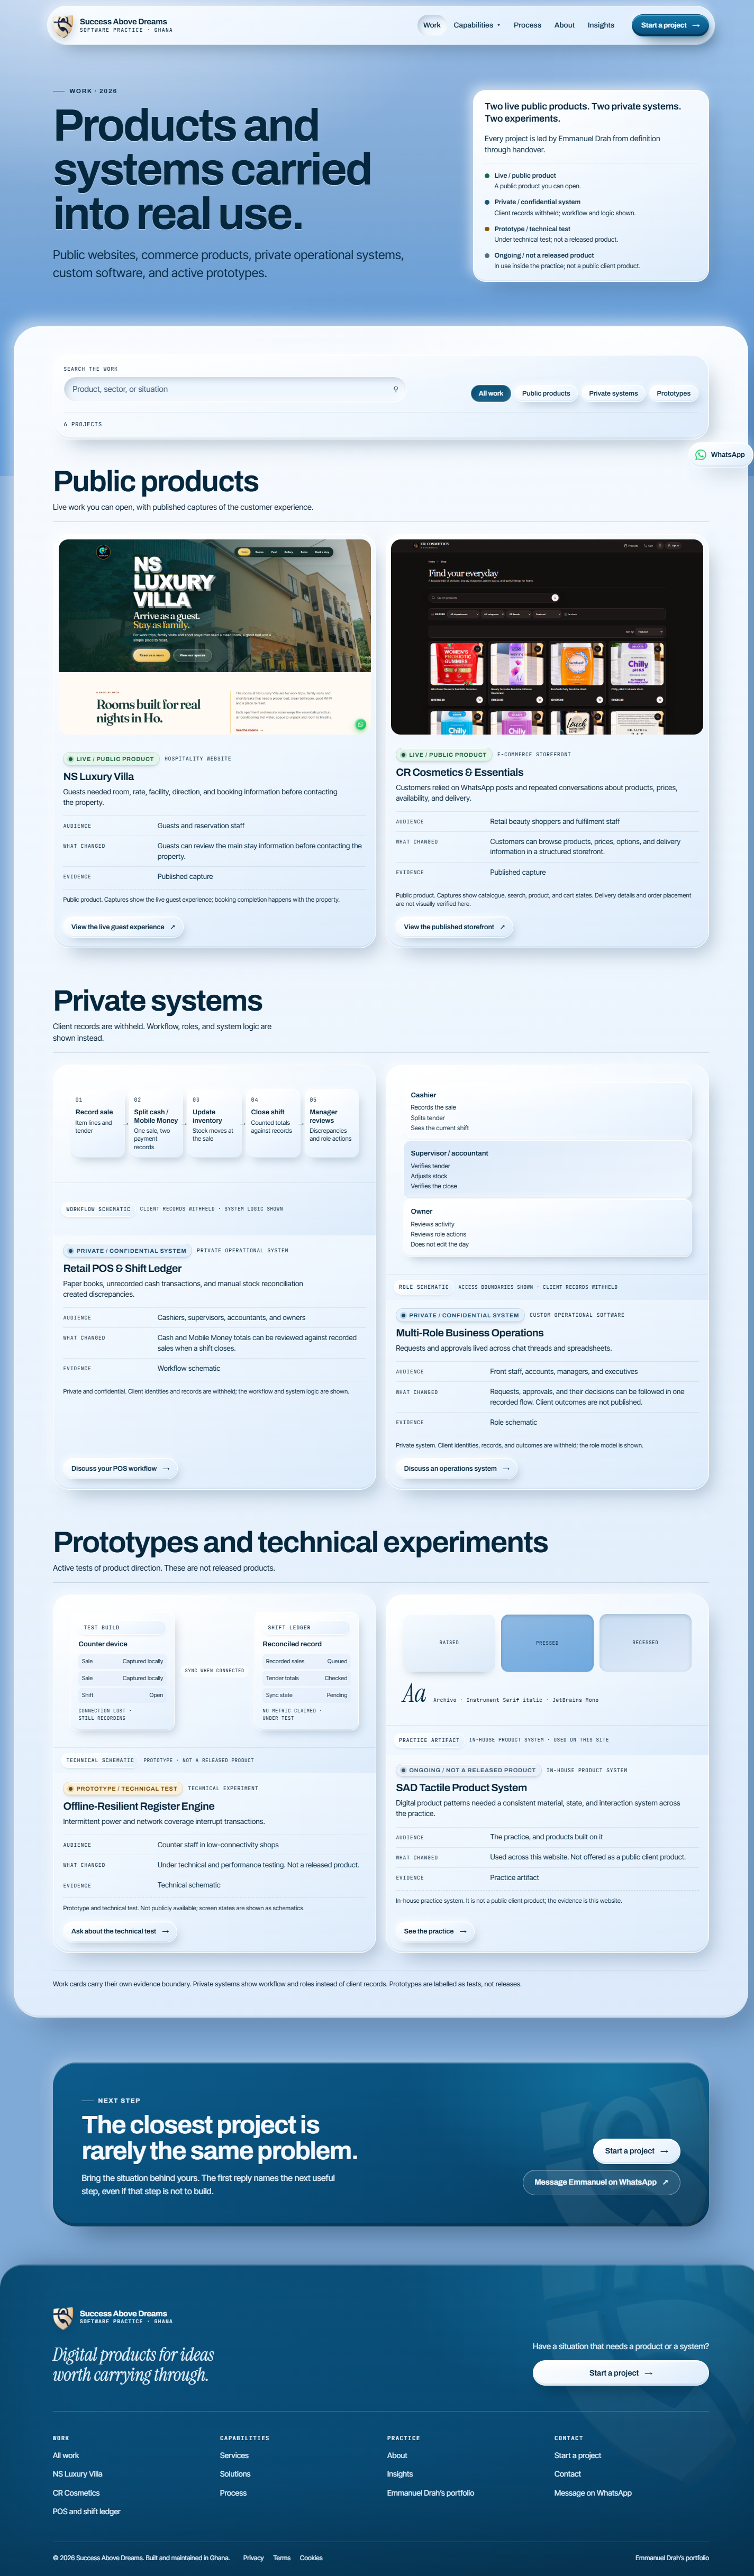 Success Above Dreams
SOFTWARE PRACTICE · GHANA
Work
Capabilities
Process
About
Insights
Start a project →
WORK · 2026
Products and
systems carried
into real use.
Public websites, commerce products, private operational systems,
custom software, and active prototypes.
Two live public products. Two private systems.
Two experiments.
Every project is led by Emmanuel Drah from definition
through handover.
Live / public product
A public product you can open.
Private / confidential system
Client records withheld; workflow and logic shown.
Prototype / technical test
Under technical test; not a released product.
Ongoing / not a released product
In use inside the practice; not a public client product.
SEARCH THE WORK
Product, sector, or situation
All work
Public products
Private systems
Prototypes
6 PROJECTS
WhatsApp
Public products
Live work you can open, with published captures of the customer experience.
NS
LUXURY
VILLA
Arrive as a guest.
Stay as family.
Rooms built for real
nights in Ho.
LIVE / PUBLIC PRODUCT
HOSPITALITY WEBSITE
NS Luxury Villa
Guests needed room, rate, facility, direction, and booking information before contacting
the property.
AUDIENCE
Guests and reservation staff
WHAT CHANGED
Guests can review the main stay information before contacting the
property.
EVIDENCE
Published capture
Public product. Captures show the live guest experience; booking completion happens with the property.
View the live guest experience ↗
CR COSMETICS
Find your everyday
WOMEN'S
PROBIOTIC
GUMMIES
Chilly
Chilly
LIVE / PUBLIC PRODUCT
E-COMMERCE STOREFRONT
CR Cosmetics & Essentials
Customers relied on WhatsApp posts and repeated conversations about products, prices,
availability, and delivery.
AUDIENCE
Retail beauty shoppers and fulfilment staff
WHAT CHANGED
Customers can browse products, prices, options, and delivery
information in a structured storefront.
EVIDENCE
Published capture
Public product. Captures show catalogue, search, product, and cart states. Delivery details and order placement
are not visually verified here.
View the published storefront ↗
Private systems
Client records are withheld. Workflow, roles, and system logic are
shown instead.
01
Record sale
Item lines and
tender
→
02
Split cash /
Mobile Money
One sale, two
payment
records
→
03
Update
inventory
Stock moves at
the sale
→
04
Close shift
Counted totals
against records
→
05
Manager
reviews
Discrepancies
and role actions
WORKFLOW SCHEMATIC
CLIENT RECORDS WITHHELD · SYSTEM LOGIC SHOWN
PRIVATE / CONFIDENTIAL SYSTEM
PRIVATE OPERATIONAL SYSTEM
Retail POS & Shift Ledger
Paper books, unrecorded cash transactions, and manual stock reconciliation
created discrepancies.
AUDIENCE
Cashiers, supervisors, accountants, and owners
WHAT CHANGED
Cash and Mobile Money totals can be reviewed against recorded
sales when a shift closes.
EVIDENCE
Workflow schematic
Private and confidential. Client identities and records are withheld; the workflow and system logic are shown.
Discuss your POS workflow →
Cashier
Records the sale
Splits tender
Sees the current shift
Supervisor / accountant
Verifies tender
Adjusts stock
Verifies the close
Owner
Reviews activity
Reviews role actions
Does not edit the day
ROLE SCHEMATIC
ACCESS BOUNDARIES SHOWN · CLIENT RECORDS WITHHELD
PRIVATE / CONFIDENTIAL SYSTEM
CUSTOM OPERATIONAL SOFTWARE
Multi-Role Business Operations
Requests and approvals lived across chat threads and spreadsheets.
AUDIENCE
Front staff, accounts, managers, and executives
WHAT CHANGED
Requests, approvals, and their decisions can be followed in one
recorded flow. Client outcomes are not published.
EVIDENCE
Role schematic
Private system. Client identities, records, and outcomes are withheld; the role model is shown.
Discuss an operations system →
Prototypes and technical experiments
Active tests of product direction. These are not released products.
TEST BUILD
Counter device
Sale Captured locally
Sale Captured locally
Shift Open
CONNECTION LOST ·
STILL RECORDING
SYNC WHEN CONNECTED
SHIFT LEDGER
Reconciled record
Recorded sales Queued
Tender totals Checked
Sync state Pending
NO METRIC CLAIMED ·
UNDER TEST
TECHNICAL SCHEMATIC
PROTOTYPE · NOT A RELEASED PRODUCT
PROTOTYPE / TECHNICAL TEST
TECHNICAL EXPERIMENT
Offline-Resilient Register Engine
Intermittent power and network coverage interrupt transactions.
AUDIENCE
Counter staff in low-connectivity shops
WHAT CHANGED
Under technical and performance testing. Not a released product.
EVIDENCE
Technical schematic
Prototype and technical test. Not publicly available; screen states are shown as schematics.
Ask about the technical test →
RAISED
PRESSED
RECESSED
Aa
Archivo · Instrument Serif italic · JetBrains Mono
PRACTICE ARTIFACT
IN-HOUSE PRODUCT SYSTEM · USED ON THIS SITE
ONGOING / NOT A RELEASED PRODUCT
IN-HOUSE PRODUCT SYSTEM
SAD Tactile Product System
Digital product patterns needed a consistent material, state, and interaction system across
the practice.
AUDIENCE
The practice, and products built on it
WHAT CHANGED
Used across this website. Not offered as a public client product.
EVIDENCE
Practice artifact
In-house practice system. It is not a public client product; the evidence is this website.
See the practice →
Work cards carry their own evidence boundary. Private systems show workflow and roles instead of client records. Prototypes are labelled as tests, not releases.
NEXT STEP
The closest project is
rarely the same problem.
Bring the situation behind yours. The first reply names the next useful
step, even if that step is not to build.
Start a project →
Message Emmanuel on WhatsApp ↗
Success Above Dreams
SOFTWARE PRACTICE · GHANA
Digital products for ideas
worth carrying through.
Have a situation that needs a product or a system?
Start a project →
WORK
All work
NS Luxury Villa
CR Cosmetics
POS and shift ledger
CAPABILITIES
Services
Solutions
Process
PRACTICE
About
Insights
Emmanuel Drah's portfolio
CONTACT
Start a project
Contact
Message on WhatsApp
© 2026 Success Above Dreams. Built and maintained in Ghana.
Privacy
Terms
Cookies
Emmanuel Drah's portfolio